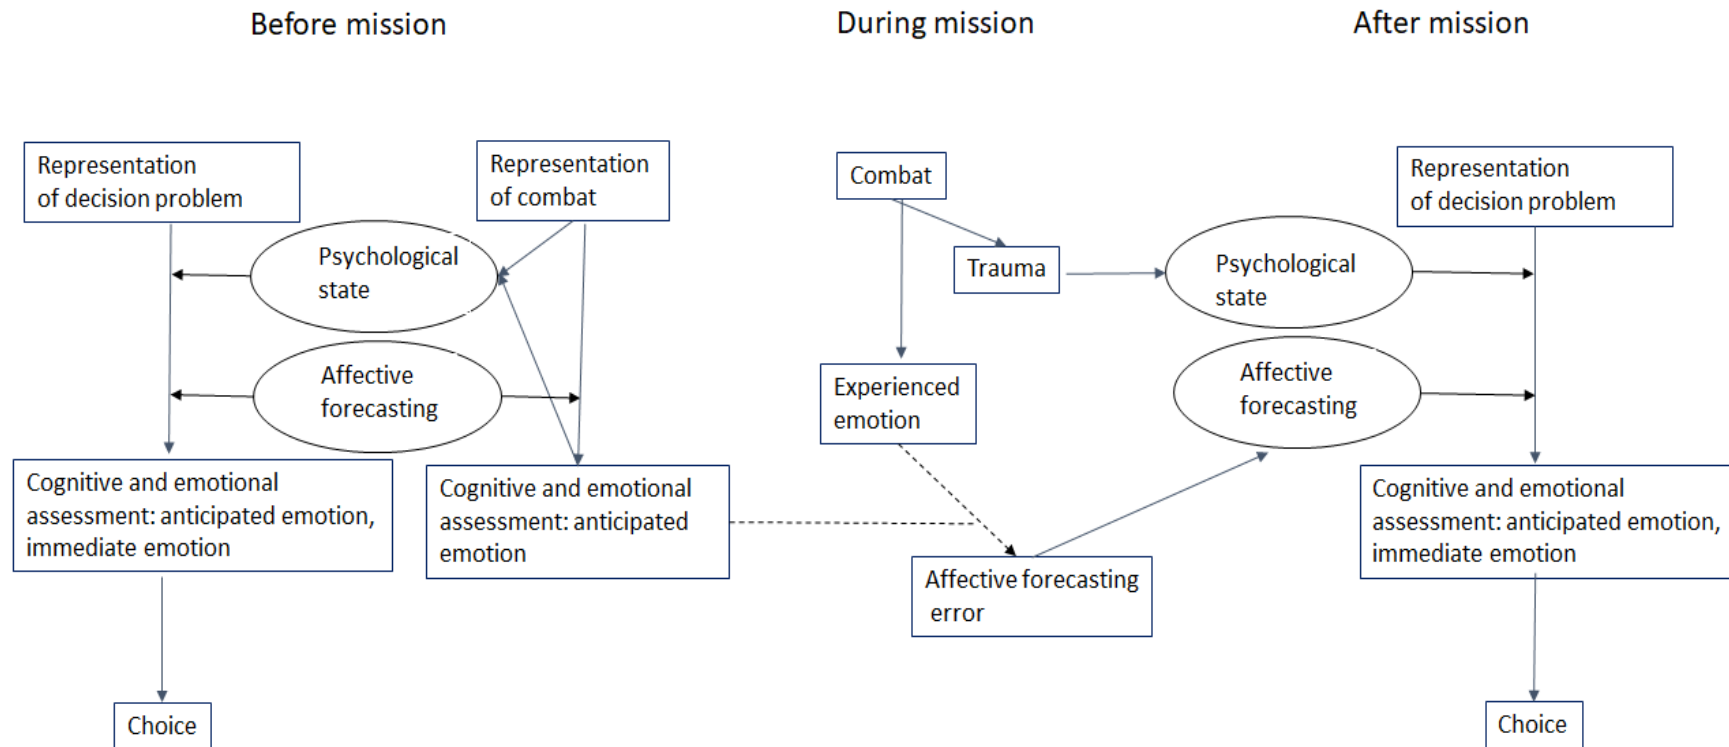 Before mission
During mission
After mission
Representation
of decision problem
Representation
of combat
Psychological
state
Affective
forecasting
Cognitive and emotional
assessment: anticipated emotion,
immediate emotion
Cognitive and emotional
assessment: anticipated
emotion
Choice
Combat
Trauma
Experienced
emotion
Affective forecasting
error
Representation
of decision problem
Psychological
state
Affective
forecasting
Cognitive and emotional
assessment: anticipated emotion,
immediate emotion
Choice